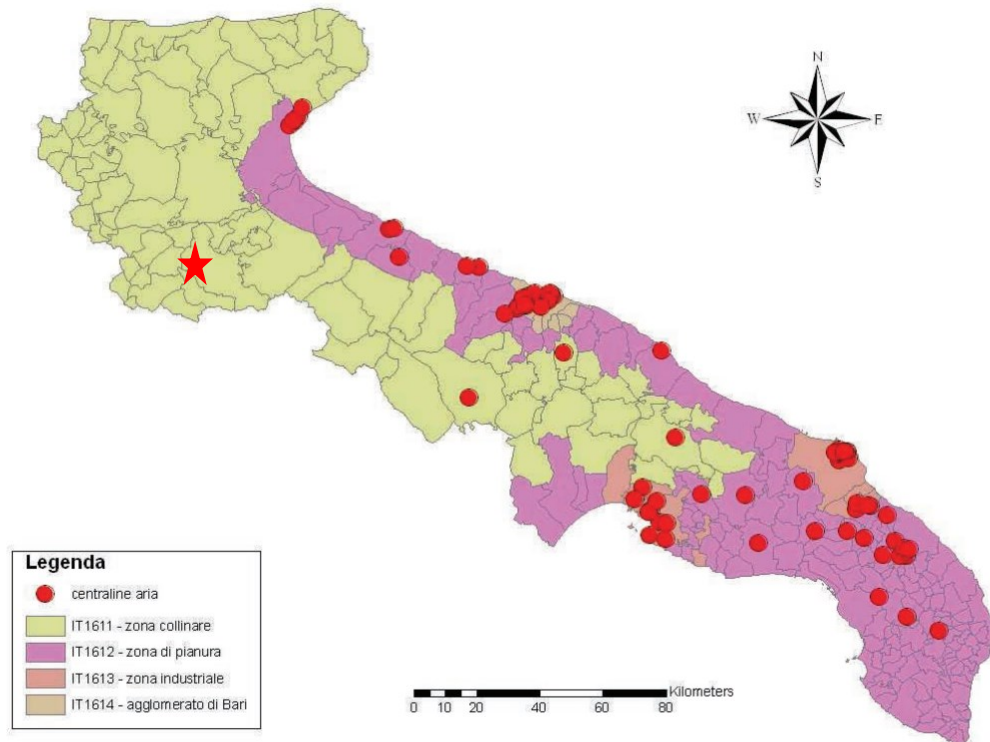 N
W E
S
Legenda
centraline aria
IT1611 - zona collinare
IT1612 - zona di pianura
IT1613 - zona industriale
IT1614 - agglomerato di Bari
Kilometers
0 10 20 40 60 80